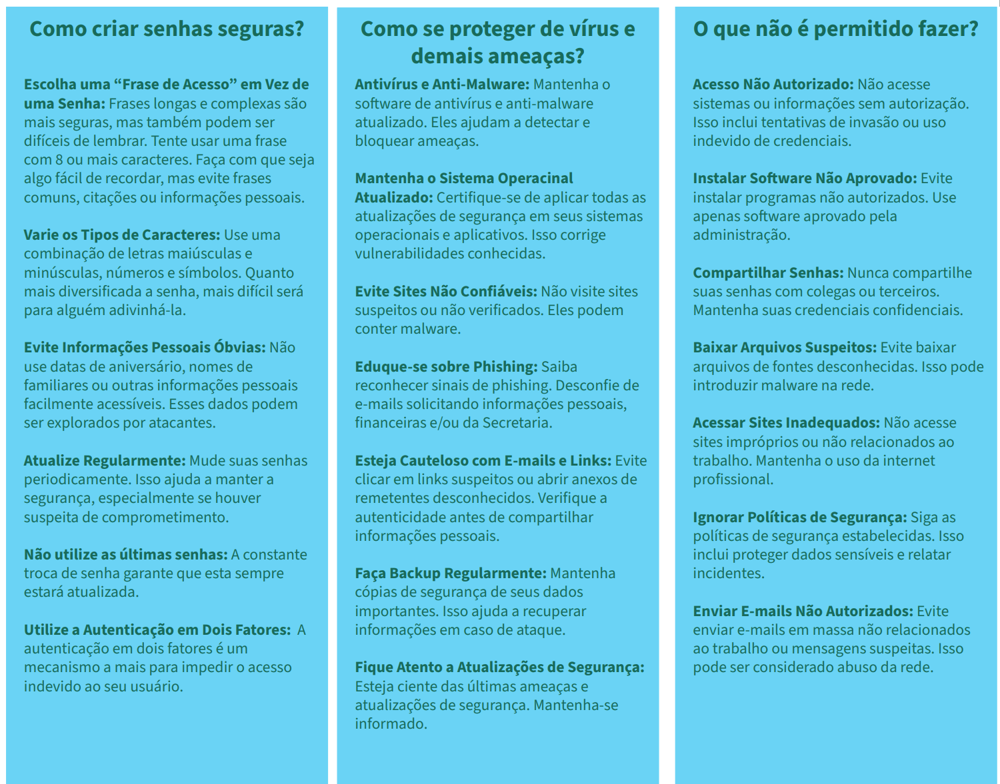 Como criar senhas seguras?
Escolha uma “Frase de Acesso” em Vez de
uma Senha: Frases longas e complexas são
mais seguras, mas também podem ser
difíceis de lembrar. Tente usar uma frase
com 8 ou mais caracteres. Faça com que seja
algo fácil de recordar, mas evite frases
comuns, citações ou informações pessoais.
Varie os Tipos de Caracteres: Use uma
combinação de letras maiúsculas e
minúsculas, números e símbolos. Quanto
mais diversificada a senha, mais difícil será
para alguém adivinhá-la.
Evite Informações Pessoais Óbvias: Não
use datas de aniversário, nomes de
familiares ou outras informações pessoais
facilmente acessíveis. Esses dados podem
ser explorados por atacantes.
Atualize Regularmente: Mude suas senhas
periodicamente. Isso ajuda a manter a
segurança, especialmente se houver
suspeita de comprometimento.
Não utilize as últimas senhas: A constante
troca de senha garante que esta sempre
estará atualizada.
Utilize a Autenticação em Dois Fatores: A
autenticação em dois fatores é um
mecanismo a mais para impedir o acesso
indevido ao seu usuário.
Como se proteger de vírus e
demais ameaças?
Antivírus e Anti-Malware: Mantenha o
software de antivírus e anti-malware
atualizado. Eles ajudam a detectar e
bloquear ameaças.
Mantenha o Sistema Operacinal
Atualizado: Certifique-se de aplicar todas as
atualizações de segurança em seus sistemas
operacionais e aplicativos. Isso corrige
vulnerabilidades conhecidas.
Evite Sites Não Confiáveis: Não visite sites
suspeitos ou não verificados. Eles podem
conter malware.
Eduque-se sobre Phishing: Saiba
reconhecer sinais de phishing. Desconfie de
e-mails solicitando informações pessoais,
financeiras e/ou da Secretaria.
Esteja Cauteloso com E-mails e Links: Evite
clicar em links suspeitos ou abrir anexos de
remetentes desconhecidos. Verifique a
autenticidade antes de compartilhar
informações pessoais.
Faça Backup Regularmente: Mantenha
cópias de segurança de seus dados
importantes. Isso ajuda a recuperar
informações em caso de ataque.
Fique Atento a Atualizações de Segurança:
Esteja ciente das últimas ameaças e
atualizações de segurança. Mantenha-se
informado.
O que não é permitido fazer?
Acesso Não Autorizado: Não acesse
sistemas ou informações sem autorização.
Isso inclui tentativas de invasão ou uso
indevido de credenciais.
Instalar Software Não Aprovado: Evite
instalar programas não autorizados. Use
apenas software aprovado pela
administração.
Compartilhar Senhas: Nunca compartilhe
suas senhas com colegas ou terceiros.
Mantenha suas credenciais confidenciais.
Baixar Arquivos Suspeitos: Evite baixar
arquivos de fontes desconhecidas. Isso pode
introduzir malware na rede.
Acessar Sites Inadequados: Não acesse
sites impróprios ou não relacionados ao
trabalho. Mantenha o uso da internet
profissional.
Ignorar Políticas de Segurança: Siga as
políticas de segurança estabelecidas. Isso
inclui proteger dados sensíveis e relatar
incidentes.
Enviar E-mails Não Autorizados: Evite
enviar e-mails em massa não relacionados
ao trabalho ou mensagens suspeitas. Isso
pode ser considerado abuso da rede.